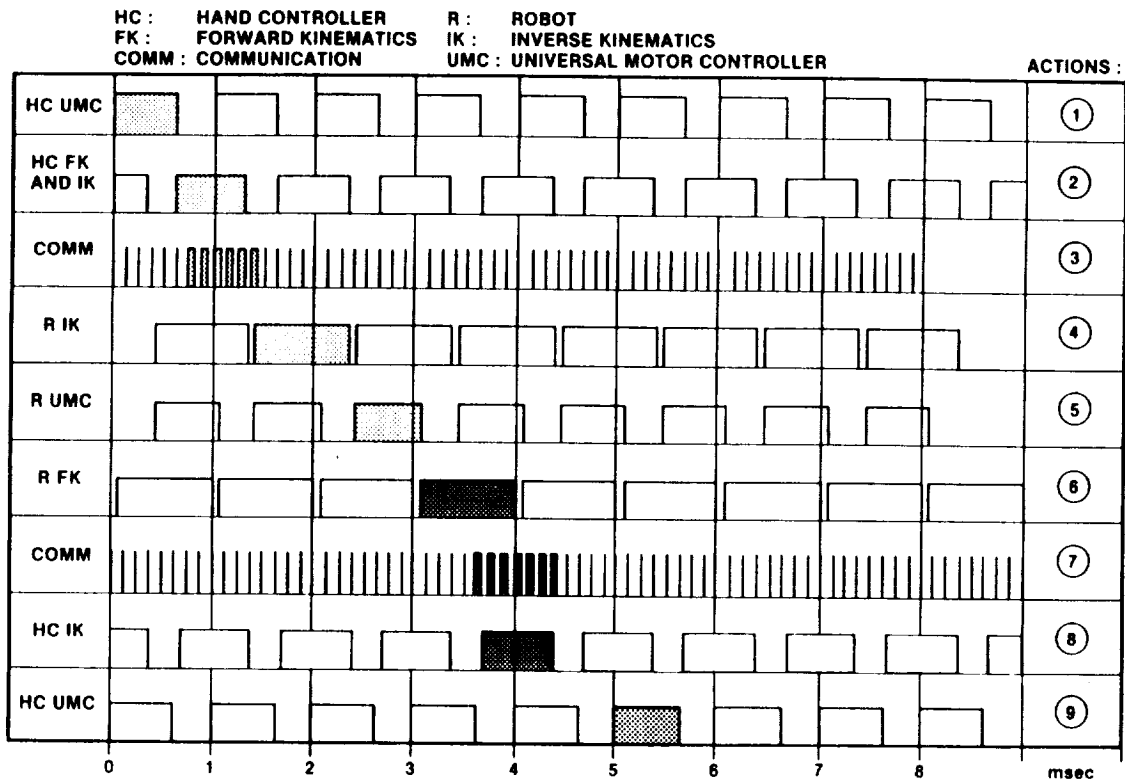 HC : HAND CONTROLLER R : ROBOT
FK : FORWARD KINEMATICS IK : INVERSE KINEMATICS
COMM : COMMUNICATION UMC : UNIVERSAL MOTOR CONTROLLER
ACTIONS :
HC UMC 1
HC FK
AND IK 2
COMM 3
R IK 4
R UMC 5
R FK 6
COMM 7
HC IK 8
HC UMC 9
0 1 2 3 4 5 6 7 8 msec